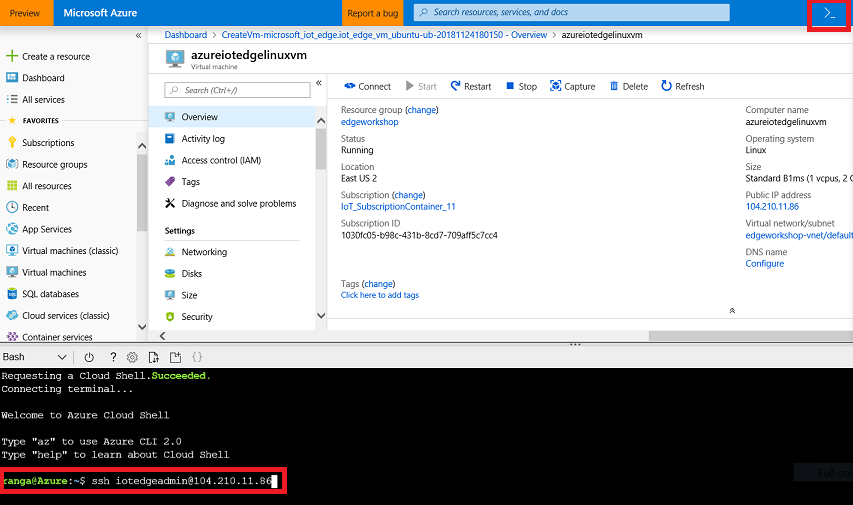 Preview Microsoft Azure Report a bug Search resources, services, and docs >_
Dashboard > CreateVm-microsoft_iot_edge.iot_edge_vm_ubuntu-ub-20181124180150 - Overview > azureiotedgelinuxvm
azureiotedgelinuxvm
Virtual machine
Create a resource
Dashboard
All services
FAVORITES
Subscriptions
Resource groups
All resources
Recent
App Services
Virtual machines (classic)
Virtual machines
SQL databases
Cloud services (classic)
Container services
Search (Ctrl+/)
Overview
Activity log
Access control (IAM)
Tags
Diagnose and solve problems
Settings
Networking
Disks
Size
Security
Connect Start Restart Stop Capture Delete Refresh
Resource group (change)
edgeworkshop
Status
Running
Location
East US 2
Subscription (change)
IoT_SubscriptionContainer_11
Subscription ID
1030fc05-b98c-431b-8cd7-709aff5c7cc4
Tags (change)
Click here to add tags
Computer name
azureiotedgelinuxvm
Operating system
Linux
Size
Standard B1ms (1 vcpus, 2 G
Public IP address
104.210.11.86
Virtual network/subnet
edgeworkshop-vnet/default
DNS name
Configure
Bash ? {}
Requesting a Cloud Shell.Succeeded.
Connecting terminal...
Welcome to Azure Cloud Shell
Type "az" to use Azure CLI 2.0
Type "help" to learn about Cloud Shell
ranga@Azure:~$ ssh iotedgeadmin@104.210.11.86
Full-scr